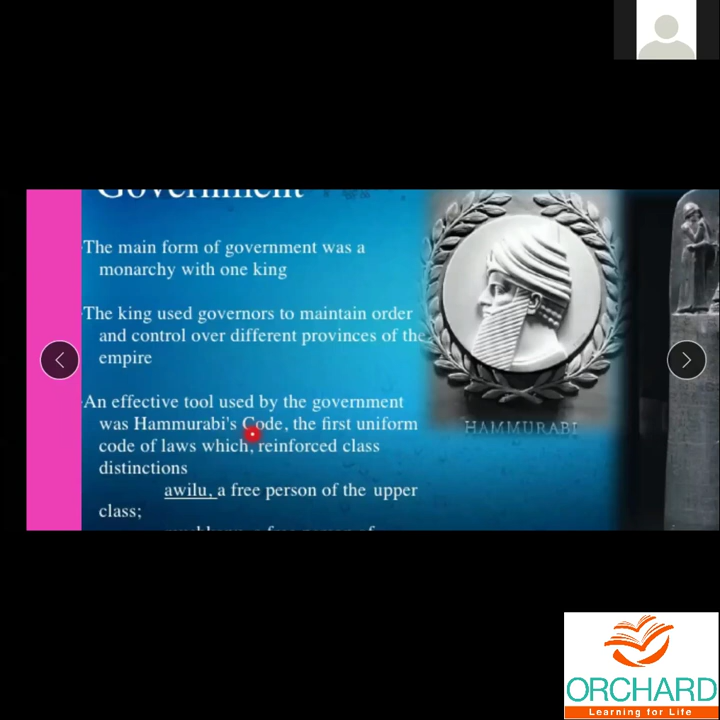 Government
The main form of government was a
monarchy with one king
The king used governors to maintain order
and control over different provinces of the
empire
An effective tool used by the government
was Hammurabi's Code, the first uniform
code of laws which, reinforced class
distinctions
awilu, a free person of the upper
class;
HAMMURABI
ORCHARD
Learning for Life